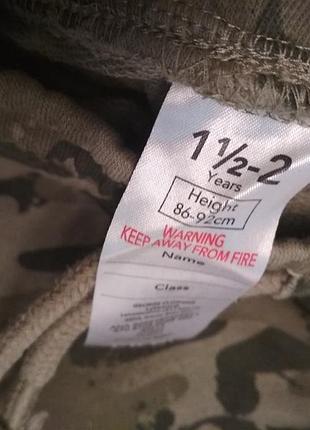 1½-2
Years
Height
86-92cm
WARNING
KEEP AWAY FROM FIRE
Name
Class